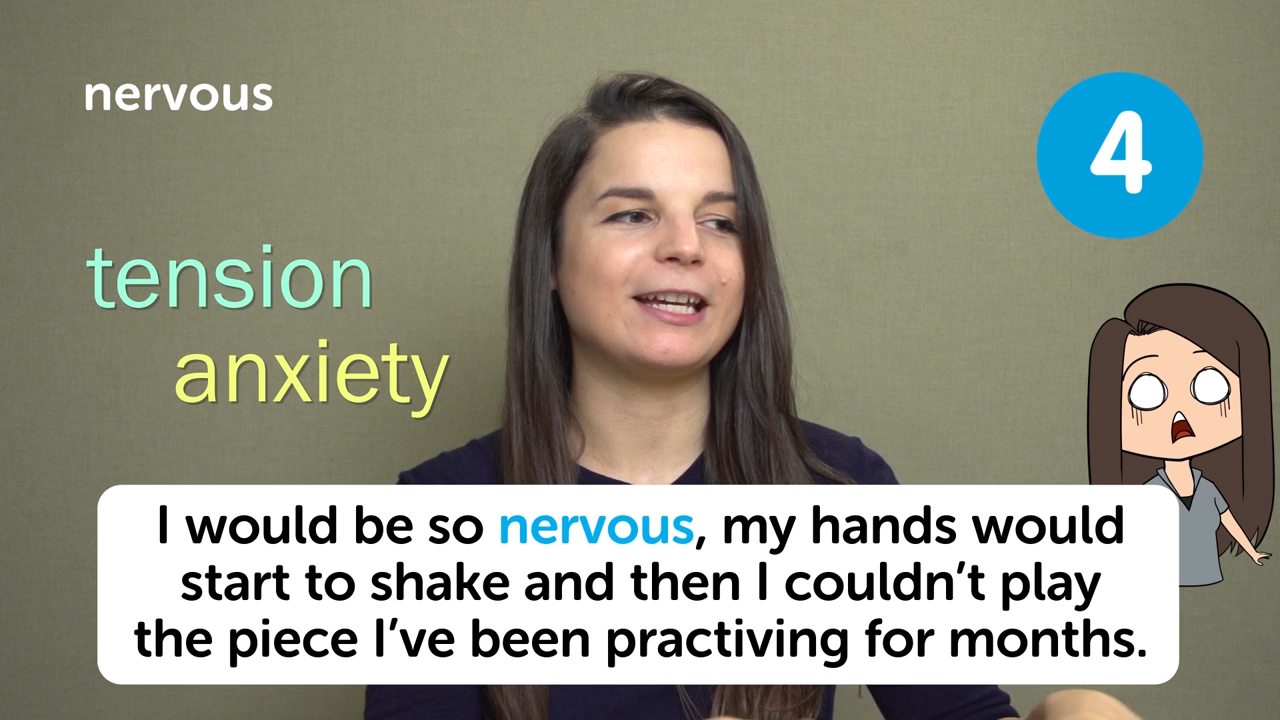 nervous
4
tension
anxiety
I would be so nervous, my hands would
start to shake and then I couldn’t play
the piece I’ve been practiving for months.